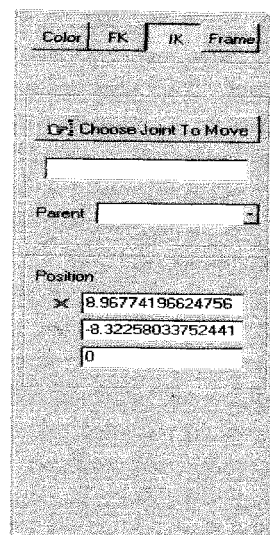 Color FK IK Frame
Choose Joint To Move
Parent
Position
X 8.96774196624756
-8.32258033752441
0